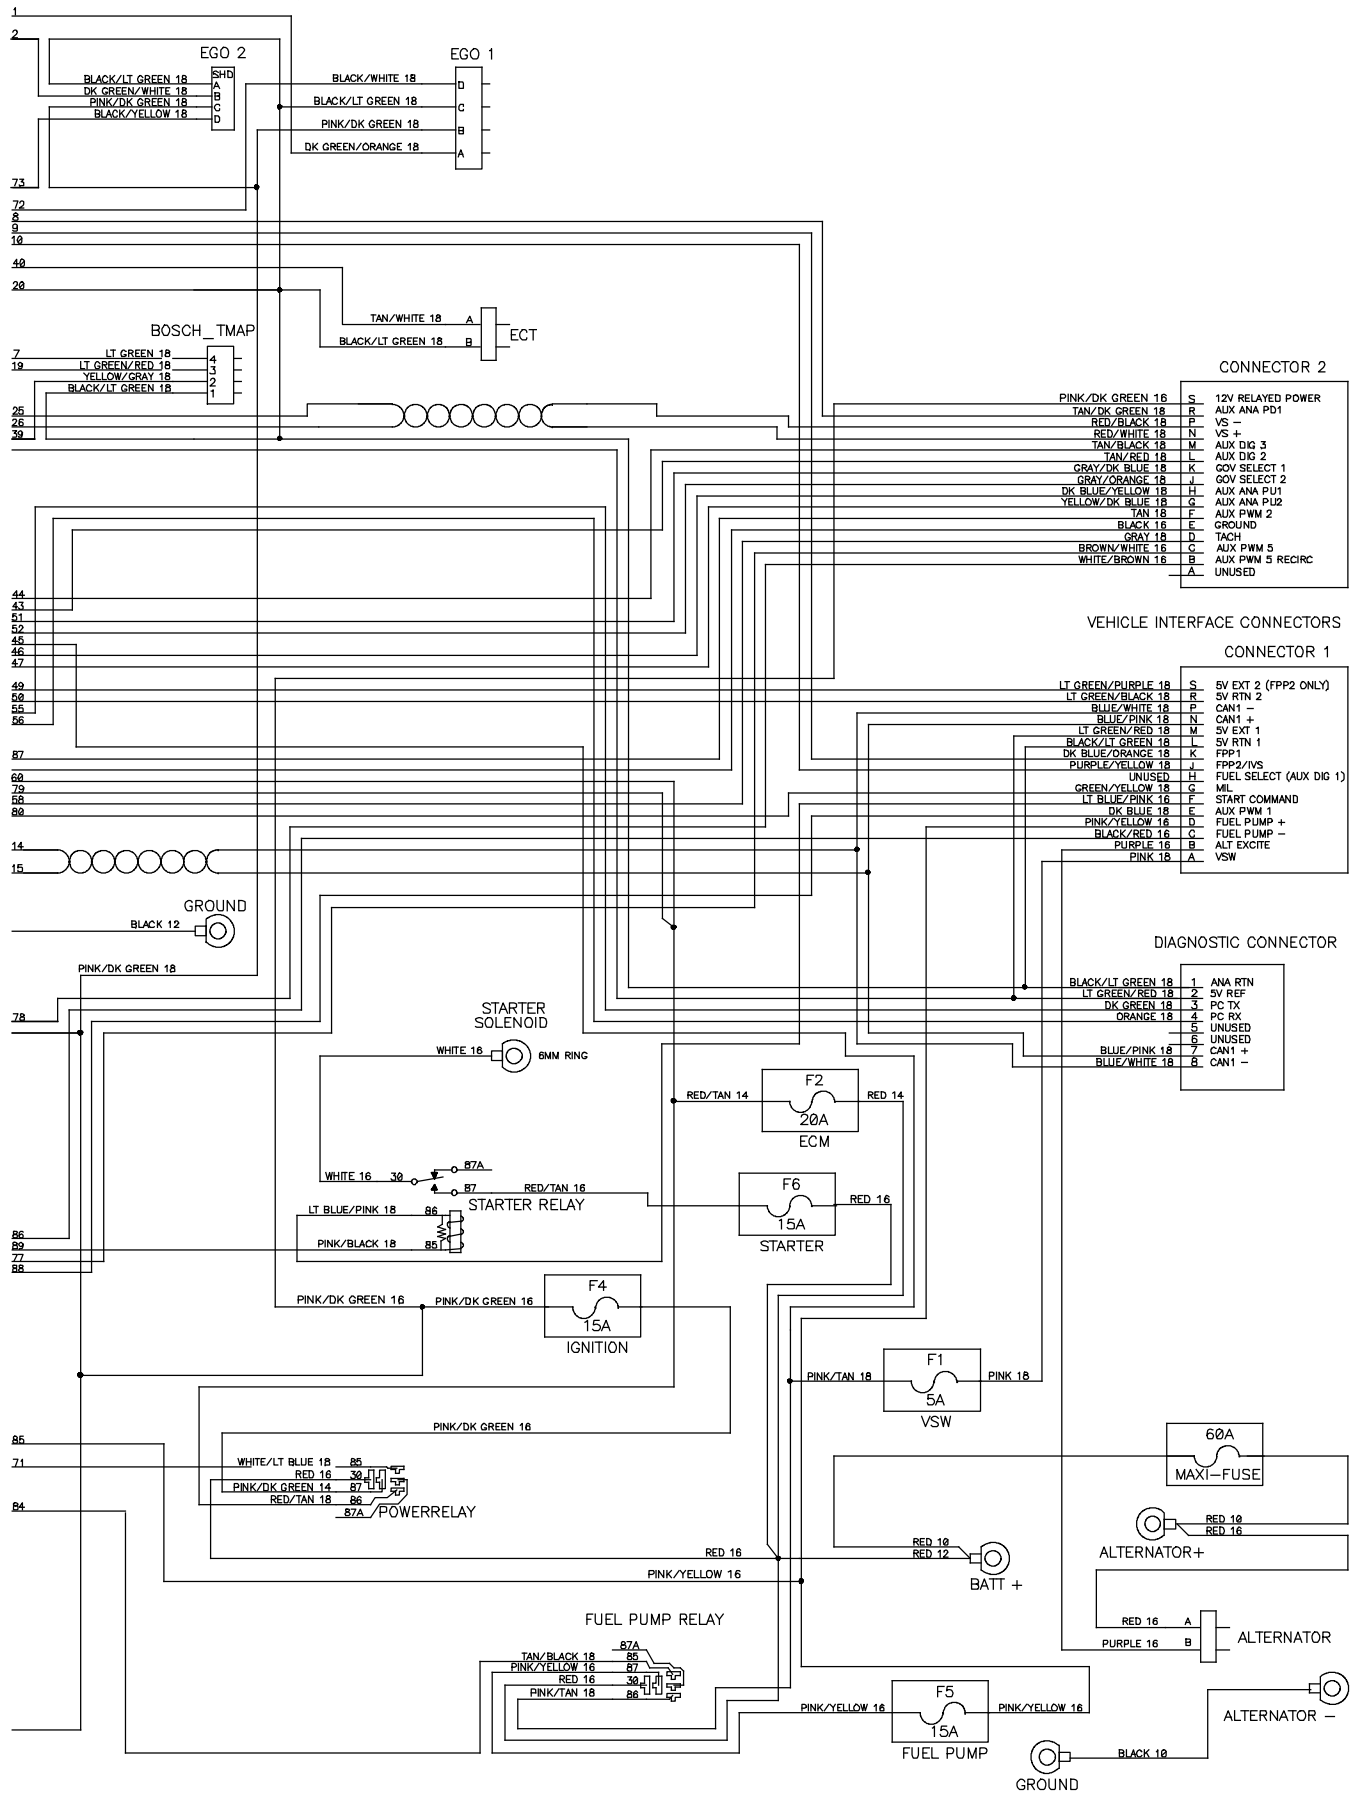 1
2
EGO 2
EGO 1
SHD
BLACK/LT GREEN 18 A
DK GREEN/WHITE 18 B
PINK/DK GREEN 18 C
BLACK/YELLOW 18 D
BLACK/WHITE 18 D
BLACK/LT GREEN 18 C
PINK/DK GREEN 18 B
DK GREEN/ORANGE 18 A
73
72
8
9
10
40
20
TAN/WHITE 18 A
BLACK/LT GREEN 18 B
ECT
BOSCH_TMAP
7 LT GREEN 18 4
19 LT GREEN/RED 18 3
YELLOW/GRAY 18 2
BLACK/LT GREEN 18 1
25
26
39
CONNECTOR 2
PINK/DK GREEN 16 S 12V RELAYED POWER
TAN/DK GREEN 18 R AUX ANA PD1
RED/BLACK 18 P VS -
RED/WHITE 18 N VS +
TAN/BLACK 18 M AUX DIG 3
TAN/RED 18 L AUX DIG 2
GRAY/DK BLUE 18 K GOV SELECT 1
GRAY/ORANGE 18 J GOV SELECT 2
DK BLUE/YELLOW 18 H AUX ANA PU1
YELLOW/DK BLUE 18 G AUX ANA PU2
TAN 18 F AUX PWM 2
BLACK 16 E GROUND
GRAY 18 D TACH
BROWN/WHITE 16 C AUX PWM 5
WHITE/BROWN 16 B AUX PWM 5 RECIRC
A UNUSED
44
43
51
52
45
46
47
49
50
55
56
87
60
79
58
80
14
15
VEHICLE INTERFACE CONNECTORS
CONNECTOR 1
LT GREEN/PURPLE 18 S 5V EXT 2 (FPP2 ONLY)
LT GREEN/BLACK 18 R 5V RTN 2
BLUE/WHITE 18 P CAN1 -
BLUE/PINK 18 N CAN1 +
LT GREEN/RED 18 M 5V EXT 1
BLACK/LT GREEN 18 L 5V RTN 1
DK BLUE/ORANGE 18 K FPP1
PURPLE/YELLOW 18 J FPP2/IVS
UNUSED H FUEL SELECT (AUX DIG 1)
GREEN/YELLOW 18 G MIL
LT BLUE/PINK 16 F START COMMAND
DK BLUE 18 E AUX PWM 1
PINK/YELLOW 16 D FUEL PUMP +
BLACK/RED 16 C FUEL PUMP -
PURPLE 16 B ALT EXCITE
PINK 18 A VSW
GROUND
BLACK 12
PINK/DK GREEN 18
78
DIAGNOSTIC CONNECTOR
BLACK/LT GREEN 18 1 ANA RTN
LT GREEN/RED 18 2 5V REF
DK GREEN 18 3 PC TX
ORANGE 18 4 PC RX
5 UNUSED
6 UNUSED
BLUE/PINK 18 7 CAN1 +
BLUE/WHITE 18 8 CAN1 -
STARTER
SOLENOID
WHITE 16
6MM RING
RED/TAN 14
F2
20A
ECM
RED 14
WHITE 16 30
87A
87
RED/TAN 16
STARTER RELAY
F6
15A
STARTER
RED 16
LT BLUE/PINK 18 86
PINK/BLACK 18 85
86
89
77
88
PINK/DK GREEN 16
PINK/DK GREEN 16
F4
15A
IGNITION
PINK/TAN 18
F1
5A
VSW
PINK 18
PINK/DK GREEN 16
85
71
WHITE/LT BLUE 18 85
RED 16 30
PINK/DK GREEN 14 87
RED/TAN 18 86
87A
POWERRELAY
84
60A
MAXI-FUSE
RED 10
RED 16
ALTERNATOR+
RED 10
RED 12
BATT +
RED 16
PINK/YELLOW 16
FUEL PUMP RELAY
87A
TAN/BLACK 18 85
PINK/YELLOW 16 87
RED 16 30
PINK/TAN 18 86
RED 16 A
PURPLE 16 B
ALTERNATOR
PINK/YELLOW 16
F5
15A
FUEL PUMP
PINK/YELLOW 16
ALTERNATOR -
BLACK 10
GROUND